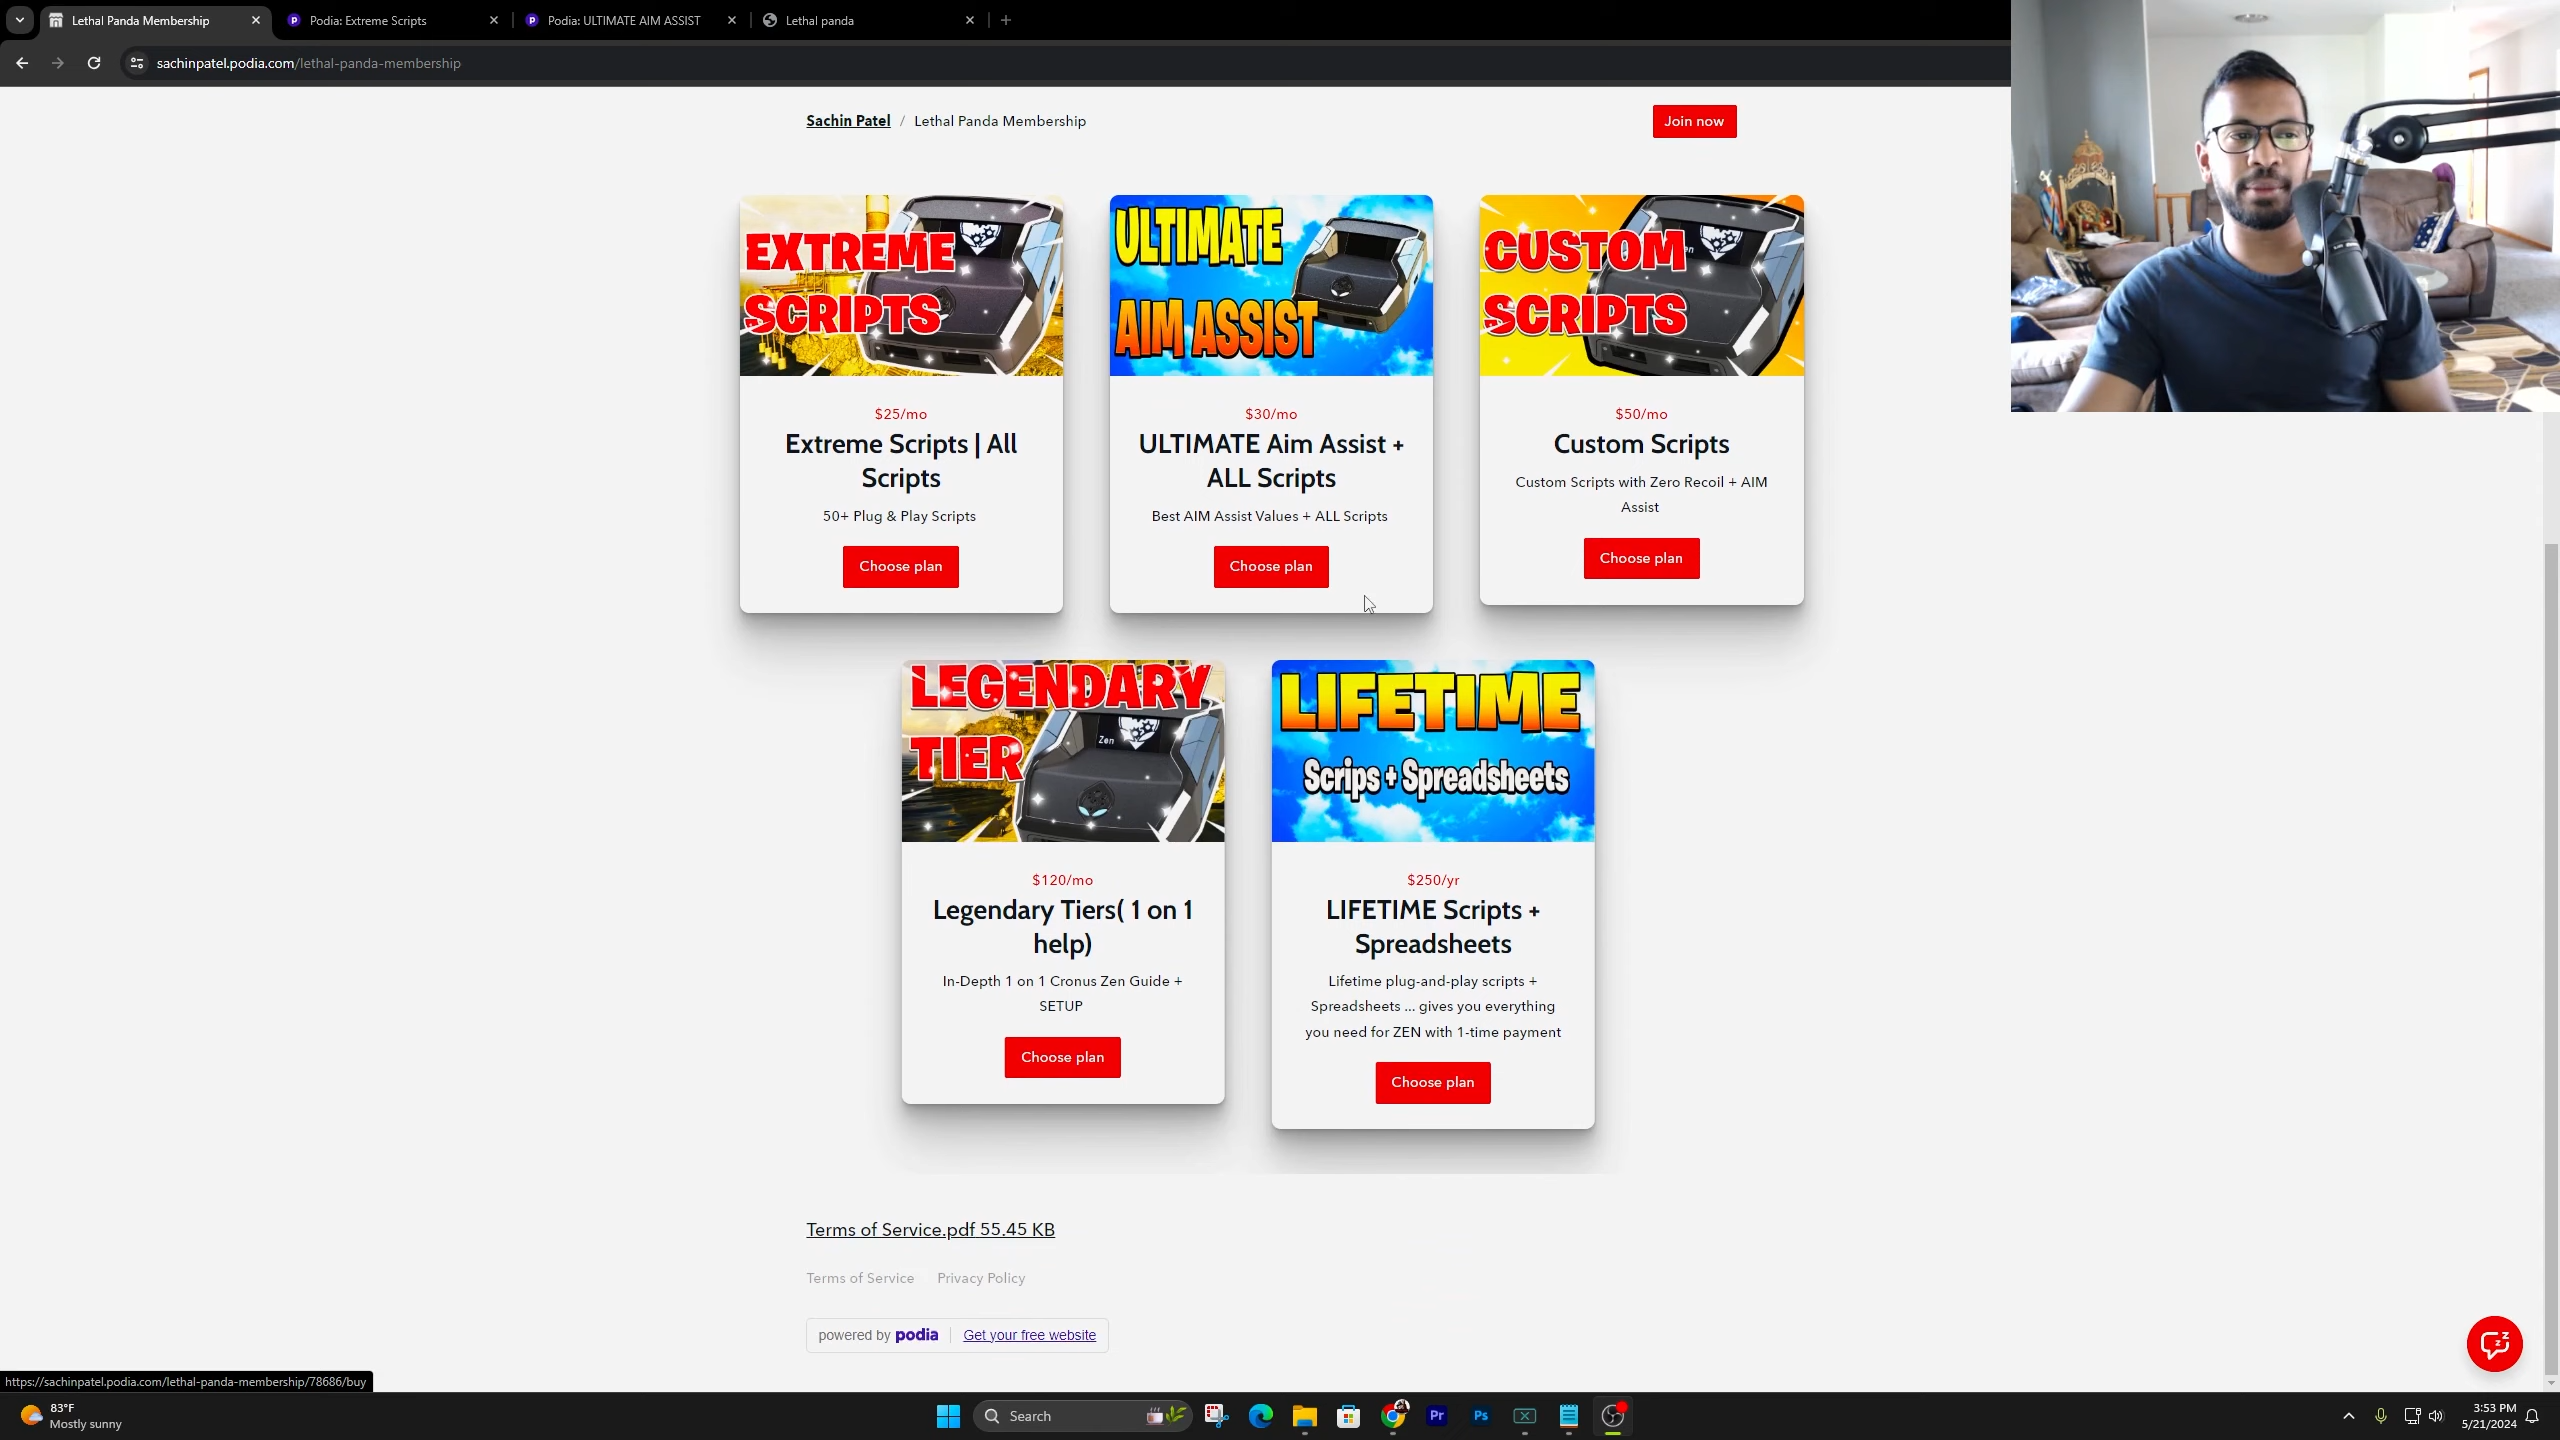 Lethal Panda Membership
Podia: Extreme Scripts
Podia: ULTIMATE AIM ASSIST
Lethal panda
sachinpatel.podia.com/lethal-panda-membership
Sachin Patel / Lethal Panda Membership
Join now
EXTREME
SCRIPTS
$25/mo
Extreme Scripts | All
Scripts
50+ Plug & Play Scripts
Choose plan
ULTIMATE
AIM ASSIST
$30/mo
ULTIMATE Aim Assist +
ALL Scripts
Best AIM Assist Values + ALL Scripts
Choose plan
CUSTOM
SCRIPTS
$50/mo
Custom Scripts
Custom Scripts with Zero Recoil + AIM
Assist
Choose plan
LEGENDARY
TIER
Zen
$120/mo
Legendary Tiers( 1 on 1
help)
In-Depth 1 on 1 Cronus Zen Guide +
SETUP
Choose plan
LIFETIME
Scrips + Spreadsheets
$250/yr
LIFETIME Scripts +
Spreadsheets
Lifetime plug-and-play scripts +
Spreadsheets ... gives you everything
you need for ZEN with 1-time payment
Choose plan
Terms of Service.pdf 55.45 KB
Terms of Service Privacy Policy
powered by podia Get your free website
https://sachinpatel.podia.com/lethal-panda-membership/78686/buy
83°F
Mostly sunny
Search
Pr
Ps
3:53 PM
5/21/2024